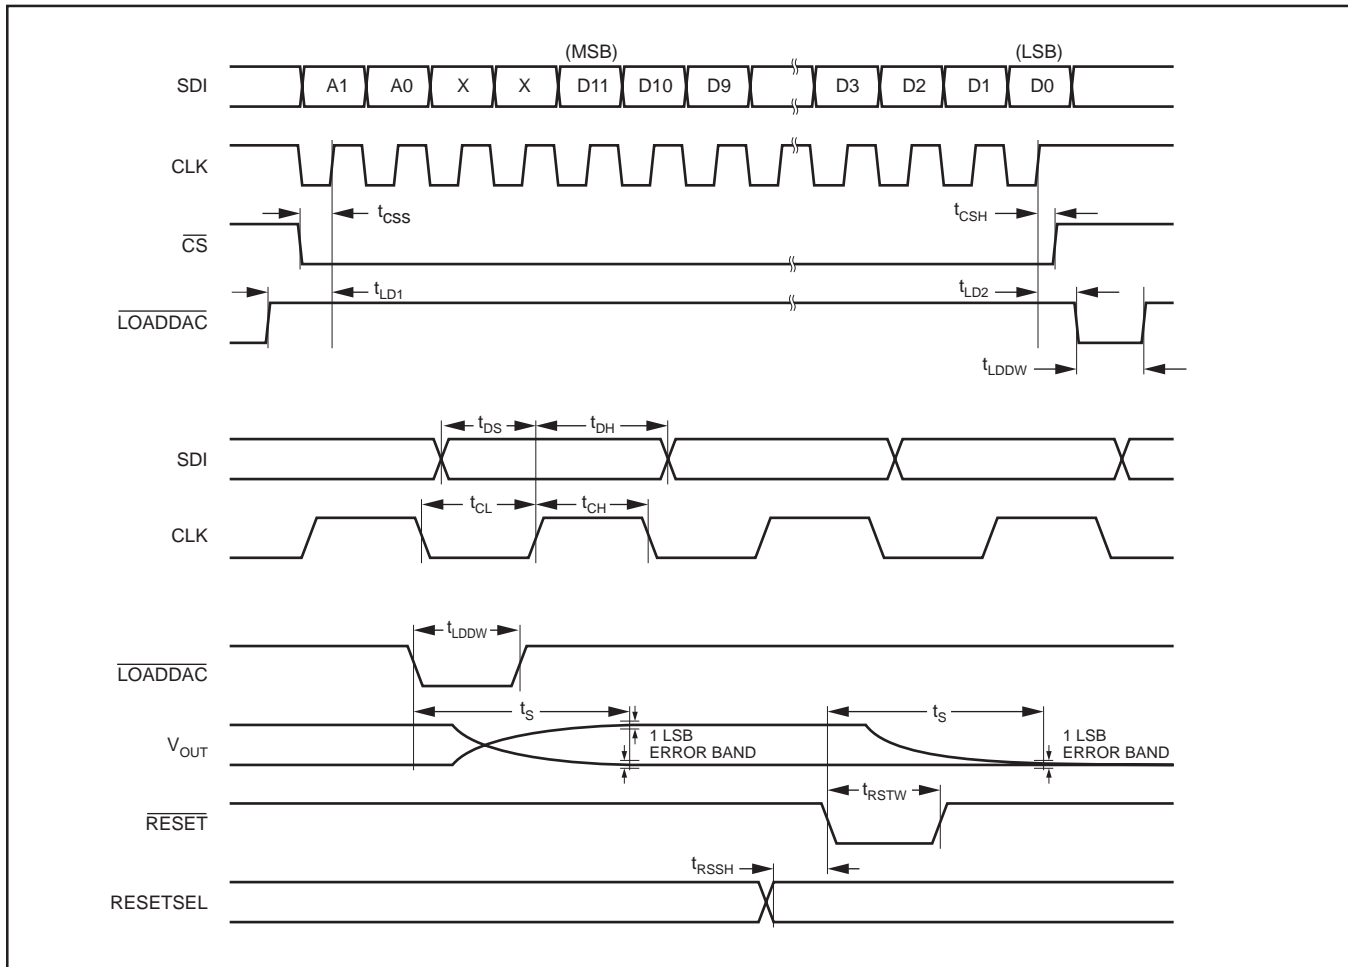 (MSB) (LSB)
SDI A1 A0 X X D11 D10 D9 D3 D2 D1 D0
CLK
tCSS tCSH
CS
tLD1 tLD2
LOADDAC
tLDDW
tDS tDH
SDI
tCL tCH
CLK
tLDDW
LOADDAC
tS tS
VOUT
1 LSB
ERROR BAND
1 LSB
ERROR BAND
tRSTW
RESET
tRSSH
RESETSEL